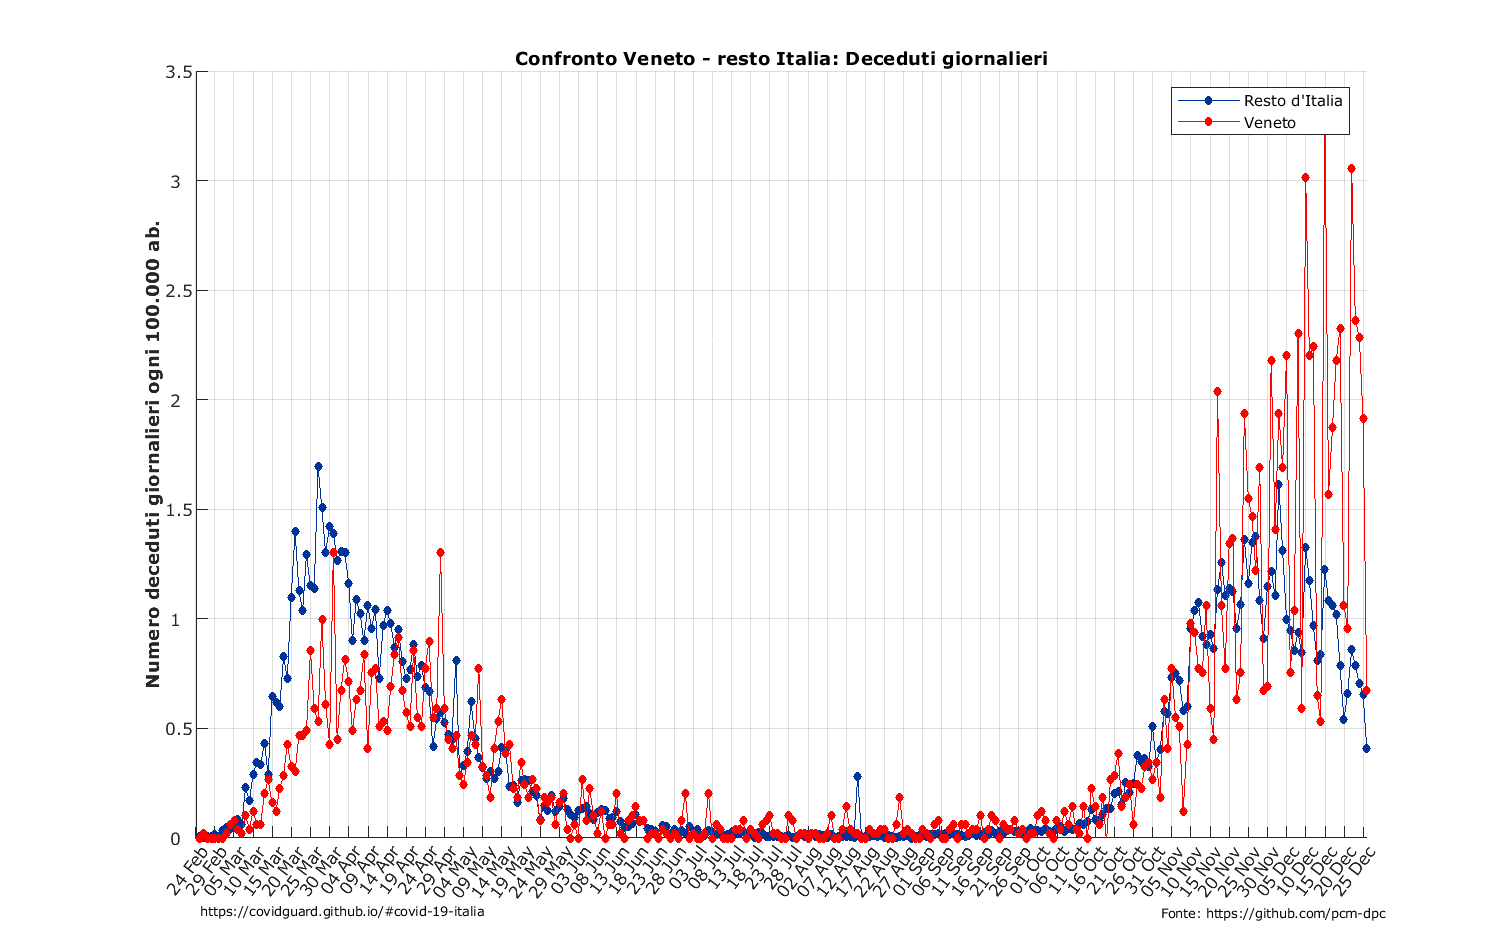 Confronto Veneto - resto Italia: Deceduti giornalieri
Numero deceduti giornalieri ogni 100.000 ab.
3.5
3
2.5
2
1.5
1
0.5
0
Resto d'Italia
Veneto
24 Feb
29 Feb
05 Mar
10 Mar
15 Mar
20 Mar
25 Mar
30 Mar
04 Apr
09 Apr
14 Apr
19 Apr
24 Apr
29 Apr
04 May
09 May
14 May
19 May
24 May
29 May
03 Jun
08 Jun
13 Jun
18 Jun
23 Jun
28 Jun
03 Jul
08 Jul
13 Jul
18 Jul
23 Jul
28 Jul
02 Aug
07 Aug
12 Aug
17 Aug
22 Aug
27 Aug
01 Sep
06 Sep
11 Sep
16 Sep
21 Sep
26 Sep
01 Oct
06 Oct
11 Oct
16 Oct
21 Oct
26 Oct
31 Oct
05 Nov
10 Nov
15 Nov
20 Nov
25 Nov
30 Nov
05 Dec
10 Dec
15 Dec
20 Dec
25 Dec
https://covidguard.github.io/#covid-19-italia
Fonte: https://github.com/pcm-dpc